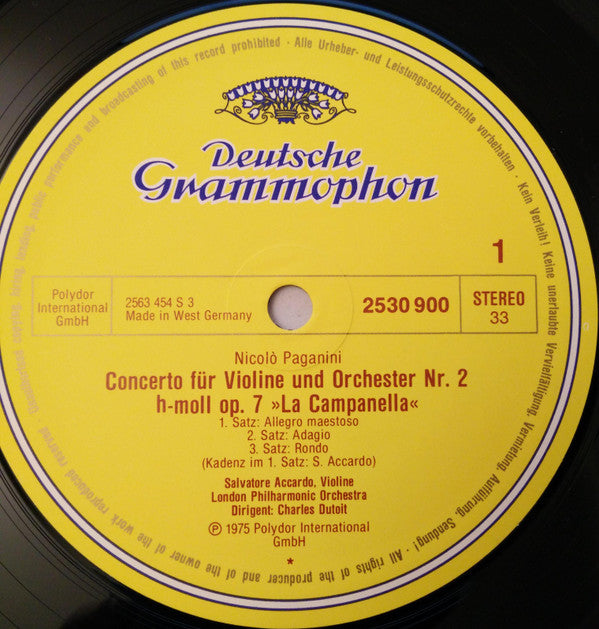 Deutsche
Grammophon
1
Polydor
International
GmbH
2563 454 S 3
Made in West Germany
2530 900
STEREO
33
Nicolò Paganini
Concerto für Violine und Orchester Nr. 2
h-moll op. 7 »La Campanella«
1. Satz: Allegro maestoso
2. Satz: Adagio
3. Satz: Rondo
(Kadenz im 1. Satz: S. Accardo)
Salvatore Accardo, Violine
London Philharmonic Orchestra
Dirigent: Charles Dutoit
Ⓟ 1975 Polydor International
GmbH
*
Alle Urheber- und Leistungsschutzrechte vorbehalten · Kein Verleih! Keine unerlaubte Vervielfältigung, Vermietung, Aufführung, Sendung! · All rights of the producer and of the owner of the work reproduced reserved · public performance and broadcasting of this record prohibited ·